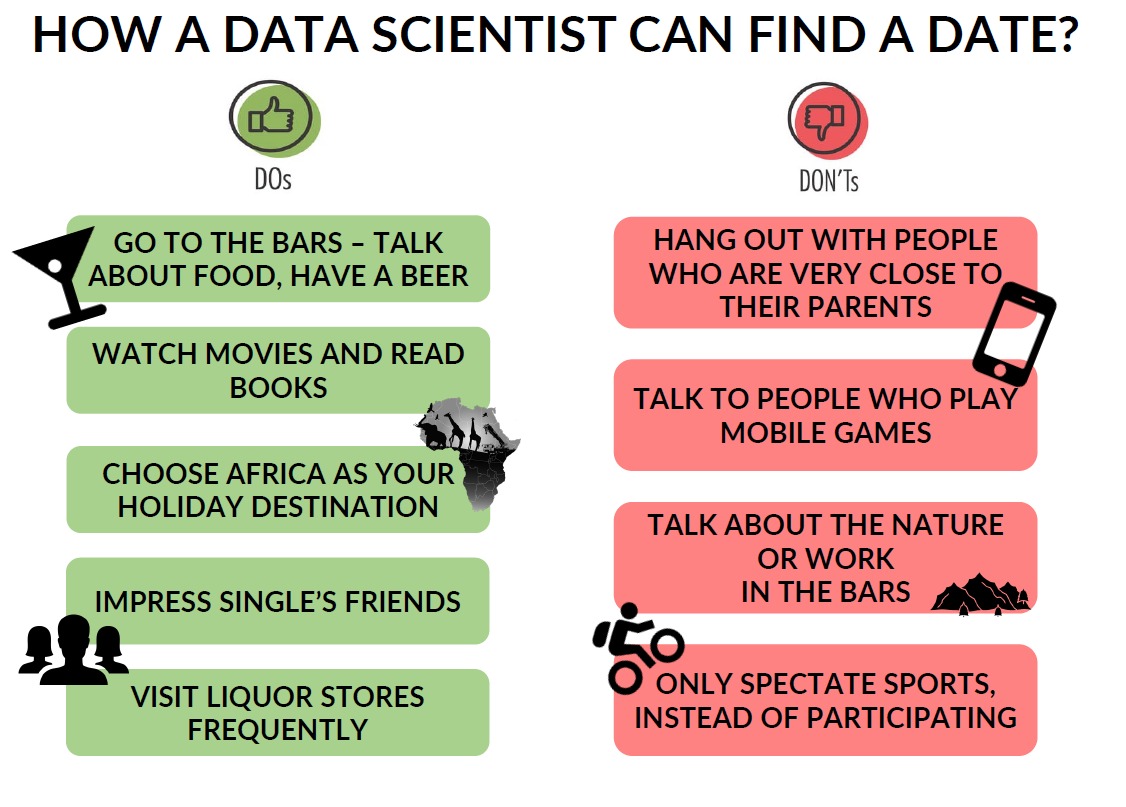 HOW A DATA SCIENTIST CAN FIND A DATE?
DOs
GO TO THE BARS – TALK
ABOUT FOOD, HAVE A BEER
WATCH MOVIES AND READ
BOOKS
CHOOSE AFRICA AS YOUR
HOLIDAY DESTINATION
IMPRESS SINGLE'S FRIENDS
VISIT LIQUOR STORES
FREQUENTLY
DON'Ts
HANG OUT WITH PEOPLE
WHO ARE VERY CLOSE TO
THEIR PARENTS
TALK TO PEOPLE WHO PLAY
MOBILE GAMES
TALK ABOUT THE NATURE
OR WORK
IN THE BARS
ONLY SPECTATE SPORTS,
INSTEAD OF PARTICIPATING